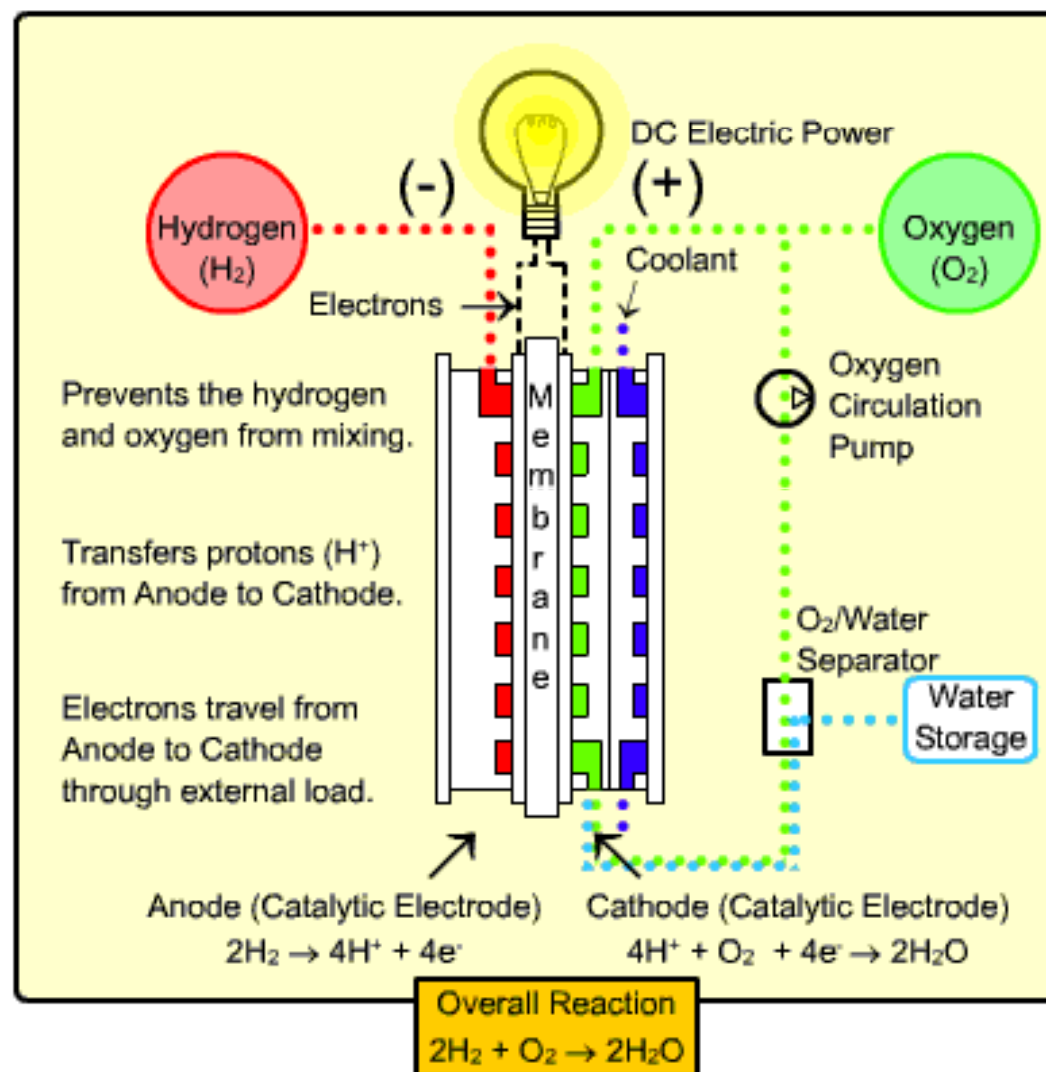 DC Electric Power
(-)
(+)
Hydrogen
(H₂)
Oxygen
(O₂)
Coolant
Electrons
Membrane
Prevents the hydrogen
and oxygen from mixing.
Oxygen
Circulation
Pump
Transfers protons (H⁺)
from Anode to Cathode.
O₂/Water
Separator
Water
Storage
Electrons travel from
Anode to Cathode
through external load.
Anode (Catalytic Electrode)
2H₂ → 4H⁺ + 4e⁻
Cathode (Catalytic Electrode)
4H⁺ + O₂ + 4e⁻ → 2H₂O
Overall Reaction
2H₂ + O₂ → 2H₂O